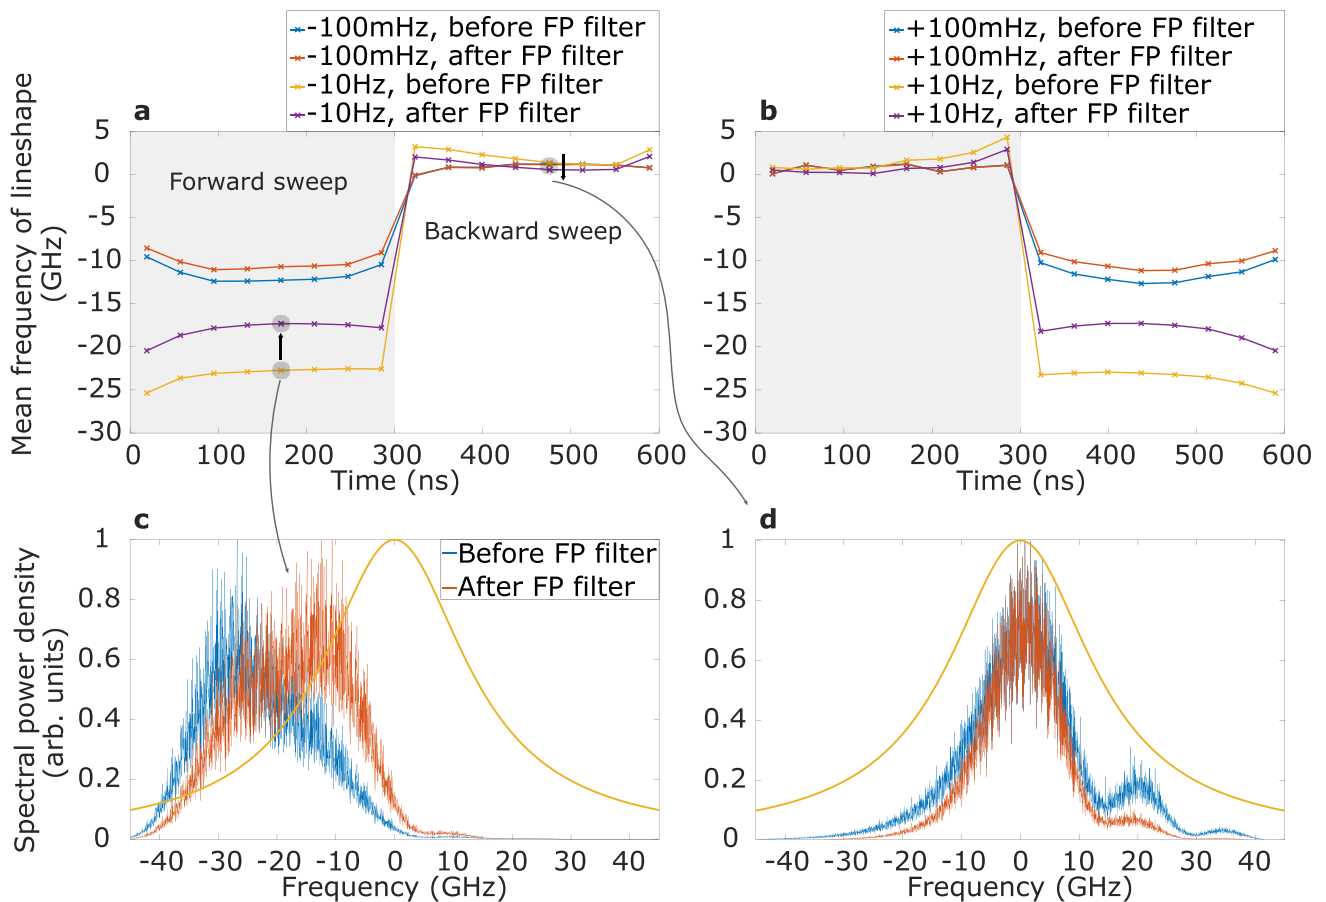 -100mHz, before FP filter
-100mHz, after FP filter
-10Hz, before FP filter
-10Hz, after FP filter
+100mHz, before FP filter
+100mHz, after FP filter
+10Hz, before FP filter
+10Hz, after FP filter
a
b
Mean frequency of lineshape
(GHz)
5
0
-5
-10
-15
-20
-25
-30
Forward sweep
Backward sweep
0 100 200 300 400 500 600
Time (ns)
5
0
-5
-10
-15
-20
-25
-30
0 100 200 300 400 500 600
Time (ns)
c
d
Spectral power density
(arb. units)
1
0.8
0.6
0.4
0.2
0
Before FP filter
After FP filter
-40 -30 -20 -10 0 10 20 30 40
Frequency (GHz)
1
0.8
0.6
0.4
0.2
0
-40 -30 -20 -10 0 10 20 30 40
Frequency (GHz)